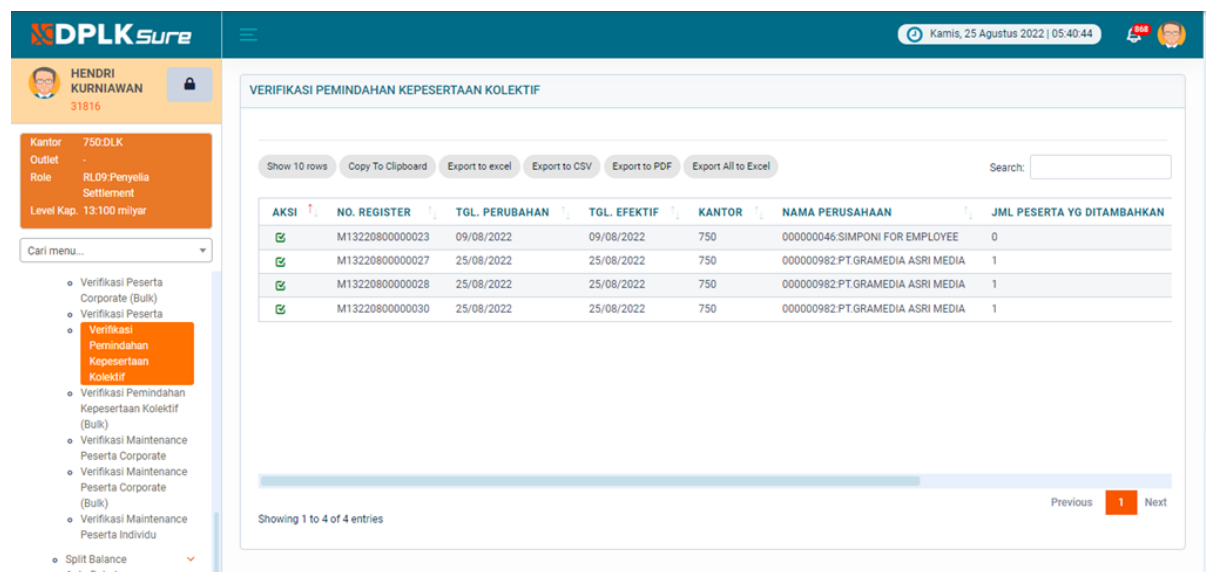 DPLKsure
Kamis, 25 Agustus 2022 | 05:40:44
868
HENDRI
KURNIAWAN
31816
Kantor 750:DLK
Outlet -
Role RL09:Penyelia
Settlement
Level Kap. 13:100 milyar
Cari menu...
Verifikasi Peserta
Corporate (Bulk)
Verifikasi Peserta
Verifikasi
Pemindahan
Kepesertaan
Kolektif
Verifikasi Pemindahan
Kepesertaan Kolektif
(Bulk)
Verifikasi Maintenance
Peserta Corporate
Verifikasi Maintenance
Peserta Corporate
(Bulk)
Verifikasi Maintenance
Peserta Individu
Split Balance
VERIFIKASI PEMINDAHAN KEPESERTAAN KOLEKTIF
Show 10 rows Copy To Clipboard Export to excel Export to CSV Export to PDF Export All to Excel Search:
AKSI NO. REGISTER TGL. PERUBAHAN TGL. EFEKTIF KANTOR NAMA PERUSAHAAN JML PESERTA YG DITAMBAHKAN
M13220800000023 09/08/2022 09/08/2022 750 000000046:SIMPONI FOR EMPLOYEE 0
M13220800000027 25/08/2022 25/08/2022 750 000000982:PT.GRAMEDIA ASRI MEDIA 1
M13220800000028 25/08/2022 25/08/2022 750 000000982:PT.GRAMEDIA ASRI MEDIA 1
M13220800000030 25/08/2022 25/08/2022 750 000000982:PT.GRAMEDIA ASRI MEDIA 1
Previous 1 Next
Showing 1 to 4 of 4 entries